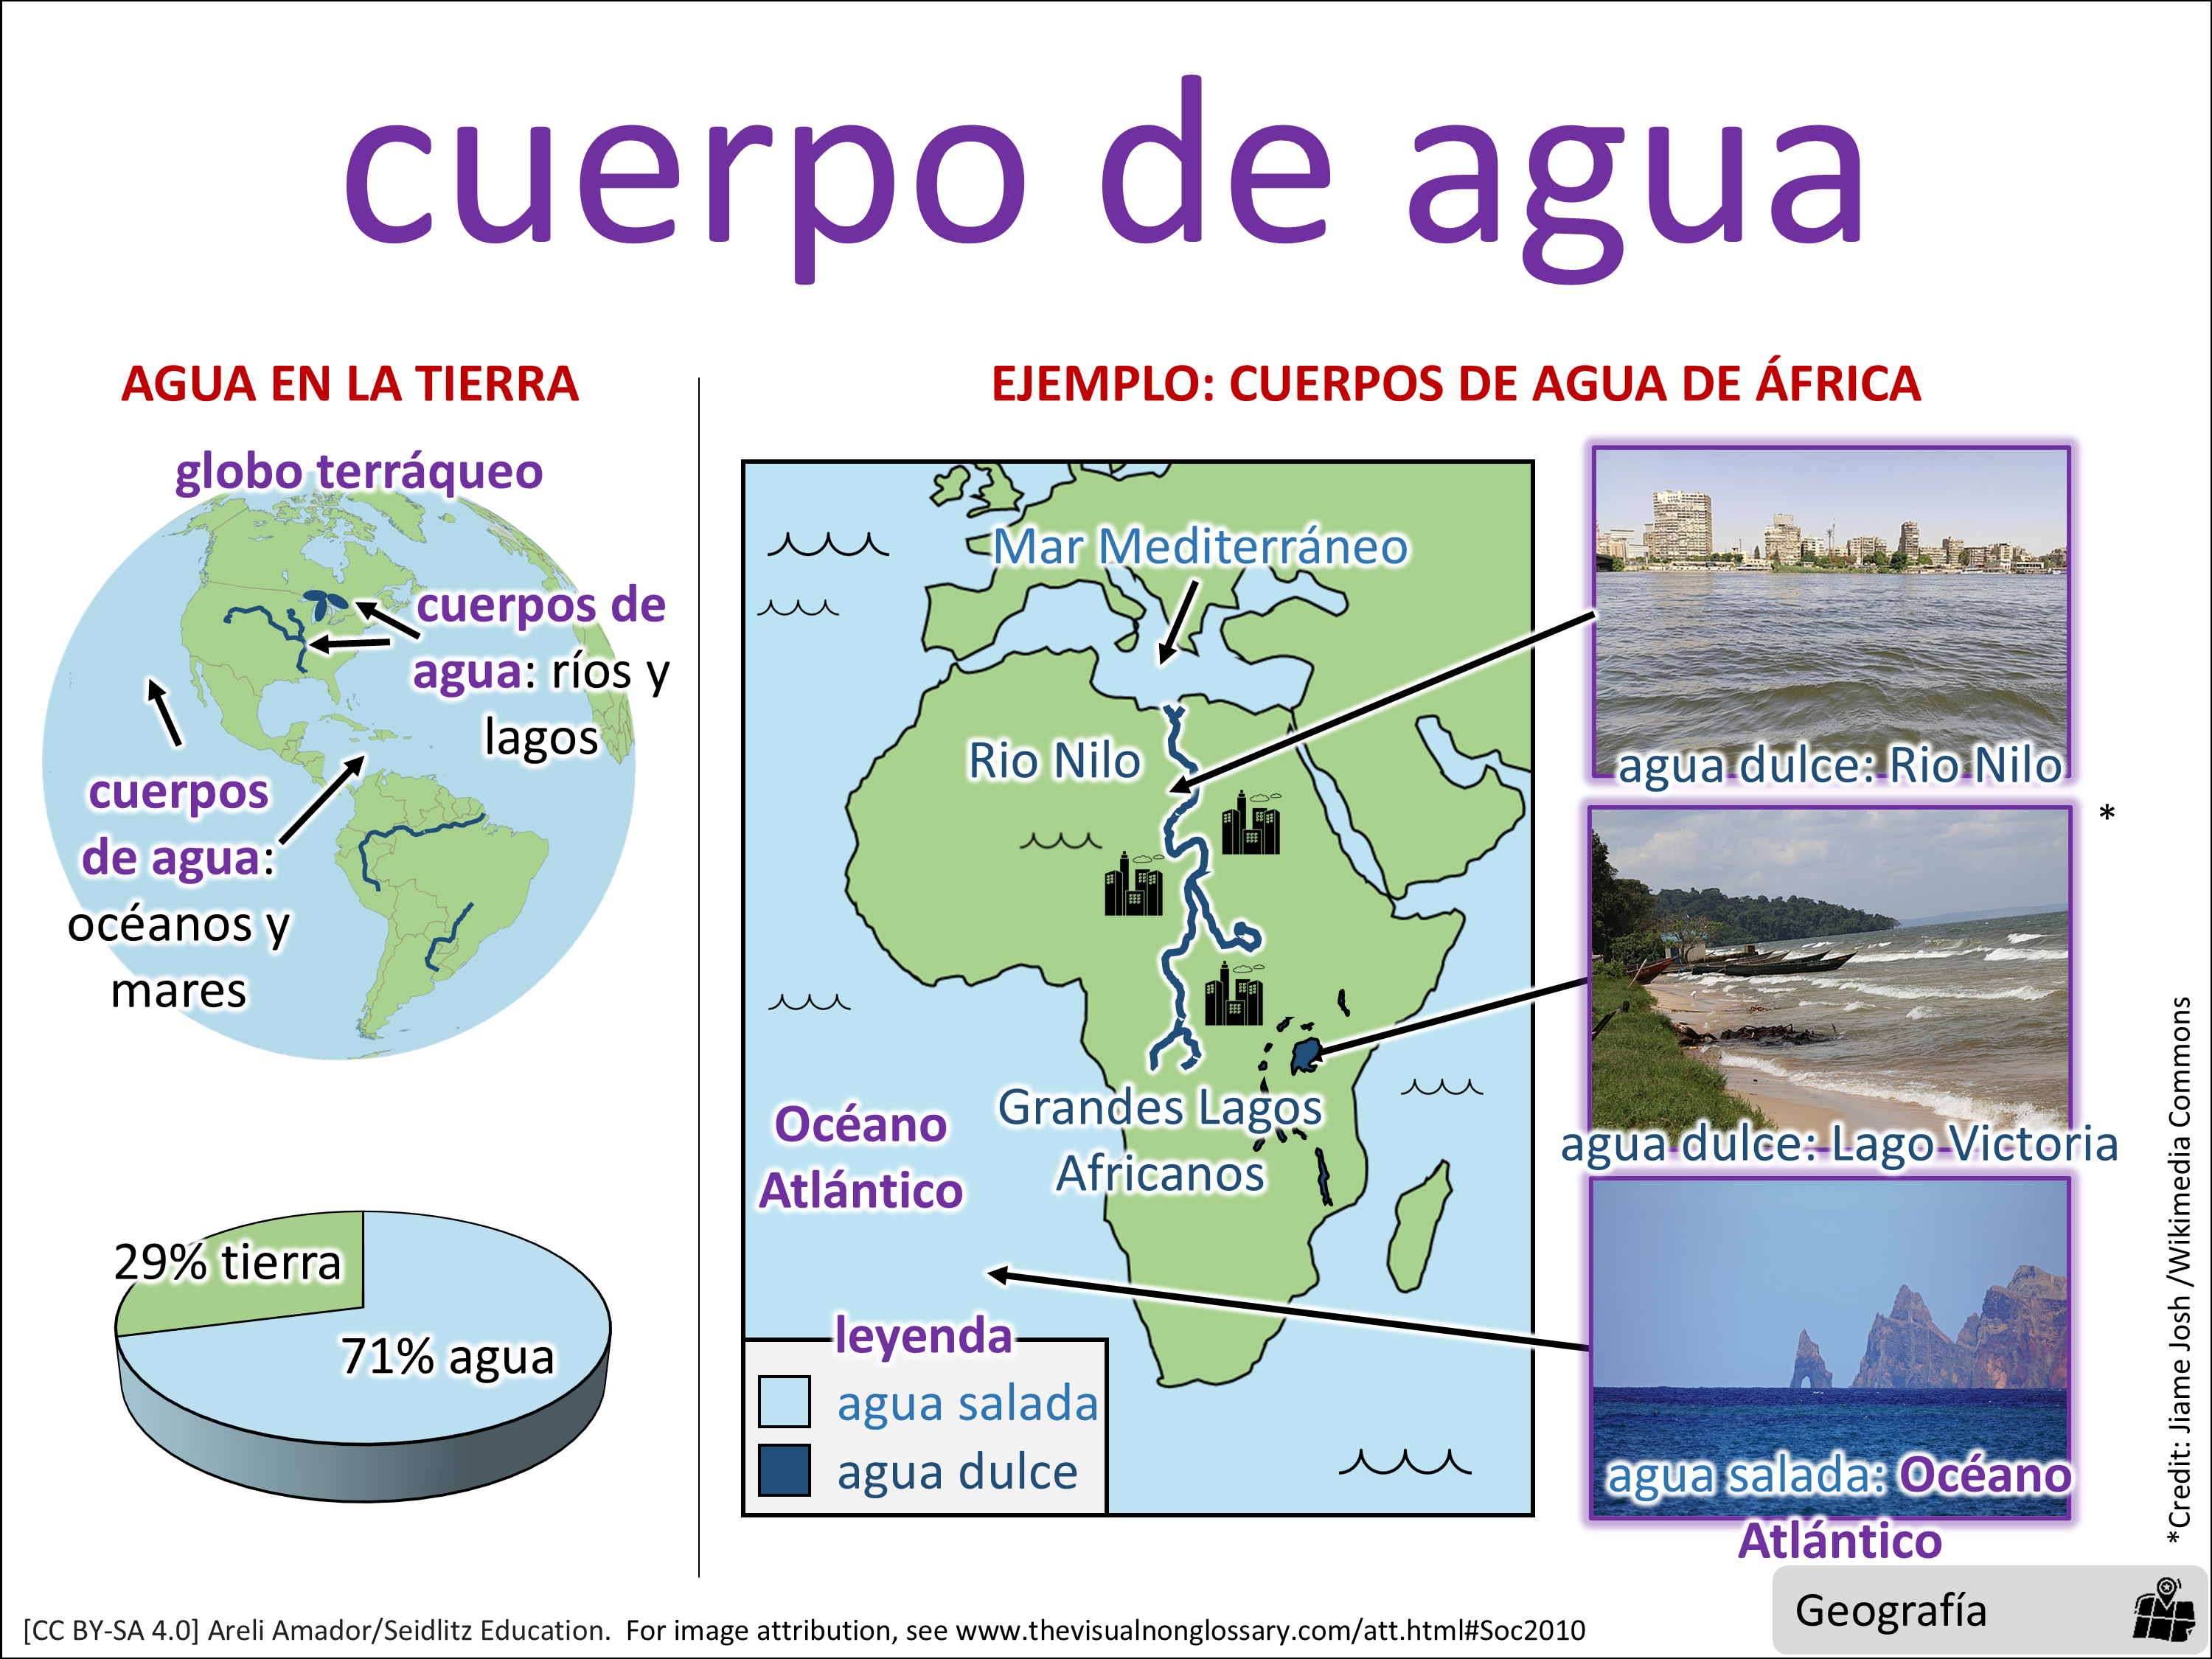 cuerpo de agua
AGUA EN LA TIERRA
globo terráqueo
cuerpos de
agua: ríos y
lagos
cuerpos
de agua:
océanos y
mares
29% tierra
71% agua
EJEMPLO: CUERPOS DE AGUA DE ÁFRICA
Mar Mediterráneo
Rio Nilo
Grandes Lagos
Africanos
Océano
Atlántico
leyenda
agua salada
agua dulce
agua dulce: Rio Nilo
*
agua dulce: Lago Victoria
agua salada: Océano
Atlántico
*Credit: Jiame Josh /Wikimedia Commons
Geografía
[CC BY-SA 4.0] Areli Amador/Seidlitz Education.  For image attribution, see www.thevisualnonglossary.com/att.html#Soc2010